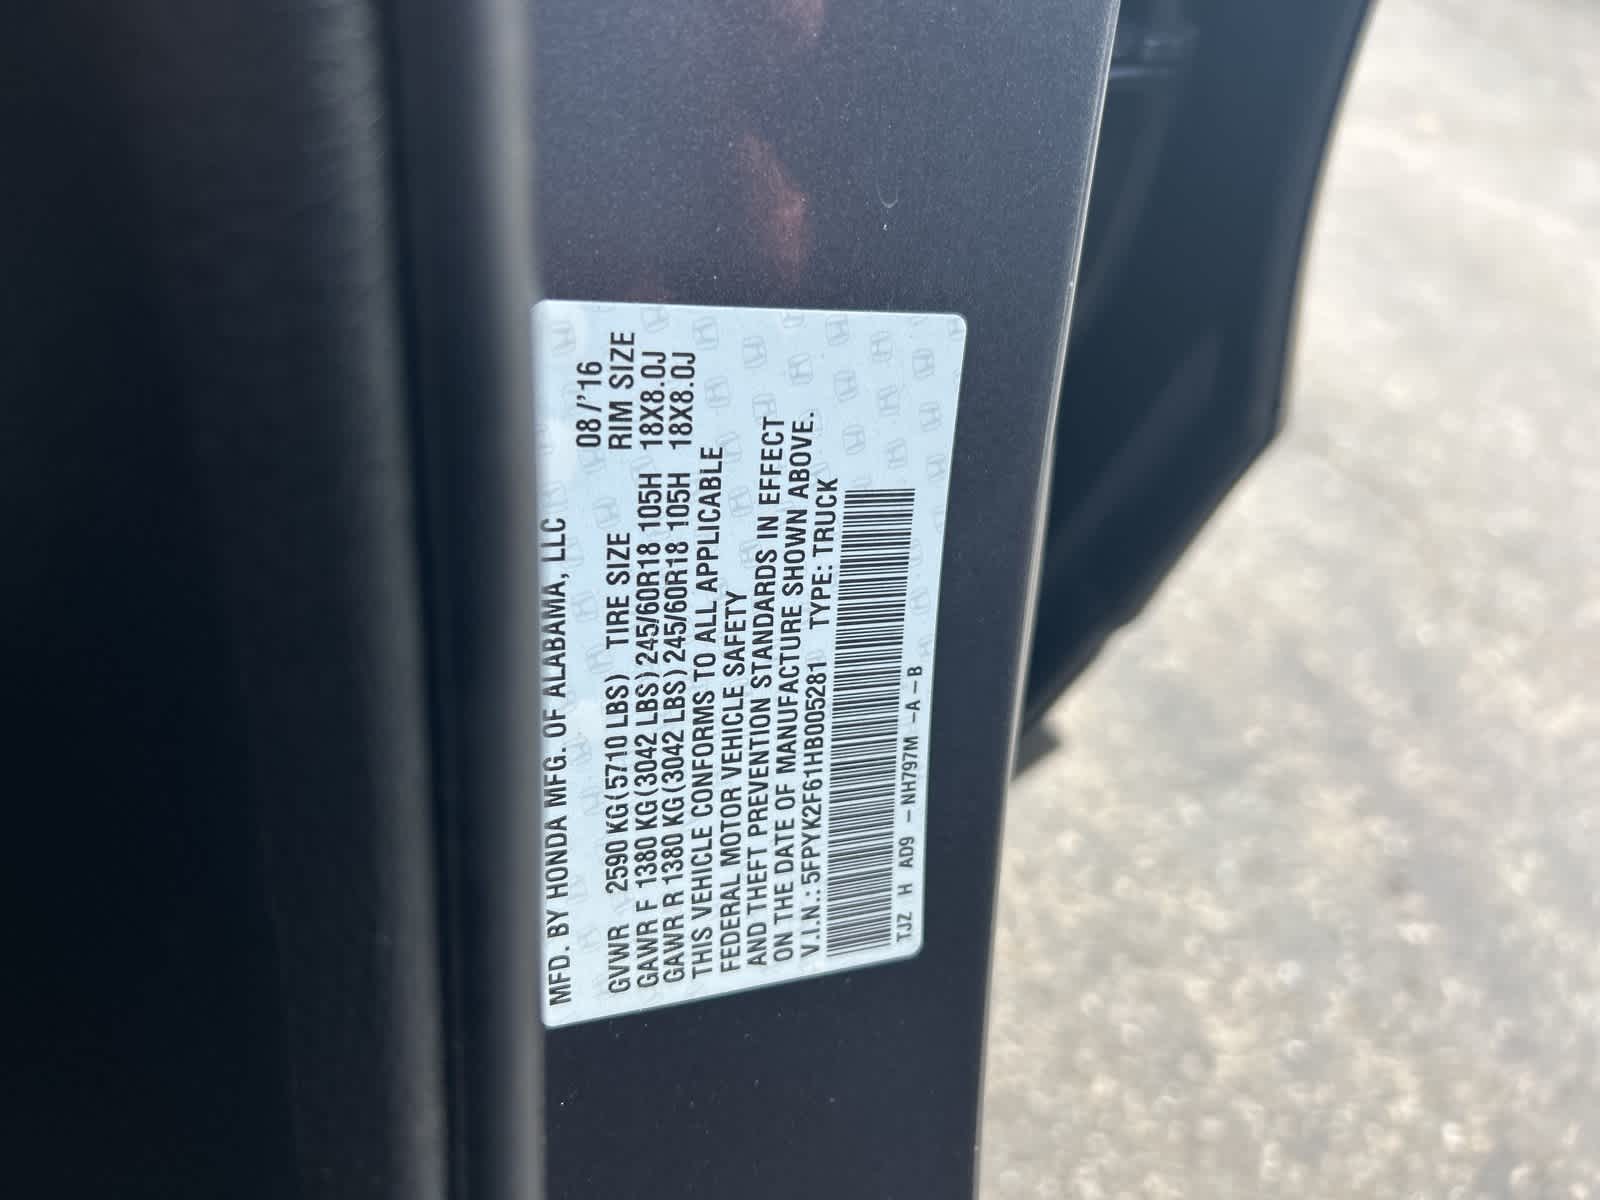 MFD. BY HONDA MFG. OF ALABAMA, LLC 08/'16
GVWR 2590 KG(5710 LBS) TIRE SIZE RIM SIZE
GAWR F 1380 KG(3042 LBS)245/60R18 105H 18X8.0J
GAWR R 1380 KG(3042 LBS)245/60R18 105H 18X8.0J
THIS VEHICLE CONFORMS TO ALL APPLICABLE
FEDERAL MOTOR VEHICLE SAFETY
AND THEFT PREVENTION STANDARDS IN EFFECT
ON THE DATE OF MANUFACTURE SHOWN ABOVE.
V.I.N.:5FPYK2F61HB005281 TYPE:TRUCK
TJZ H A09 - NH797M -A-B